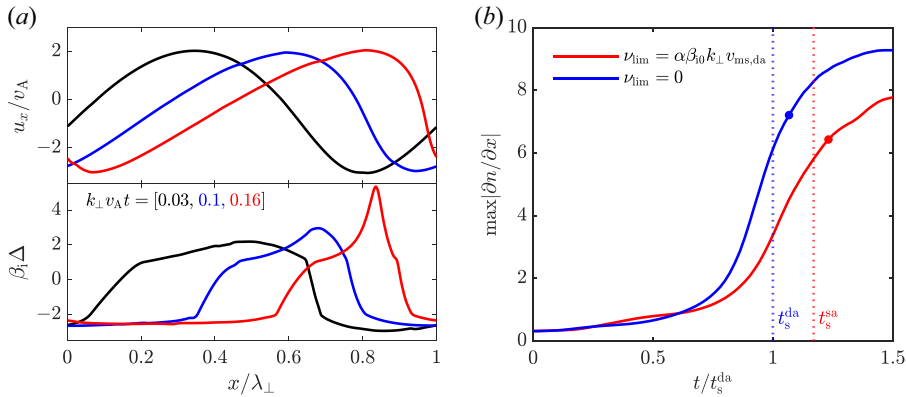 (a)
u_x/v_A
2
0
−2
k_⊥v_At = [0.03, 0.1, 0.16]
β_iΔ
4
2
0
−2
0 0.2 0.4 0.6 0.8 1
x/λ_⊥
(b)
max|∂n/∂x|
10
8
6
4
2
0
ν_lim = αβ_i0k_⊥v_ms,da
ν_lim = 0
t_s^da t_s^sa
0 0.5 1 1.5
t/t_s^da